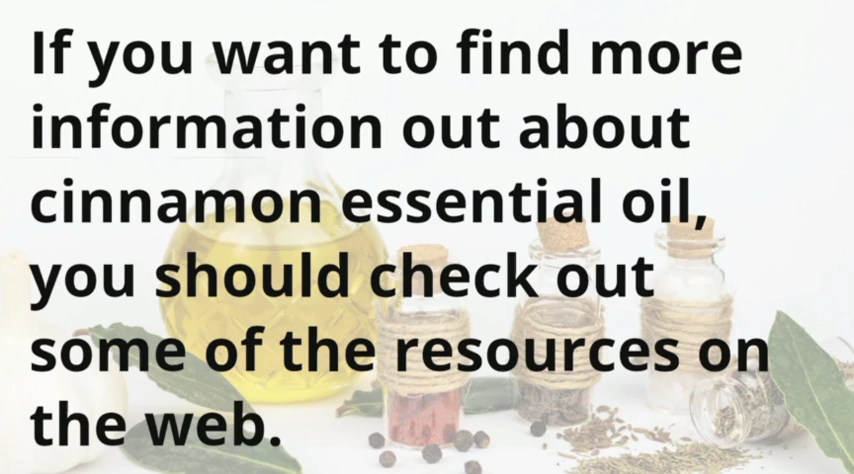 If you want to find more
information out about
cinnamon essential oil,
you should check out
some of the resources on
the web.